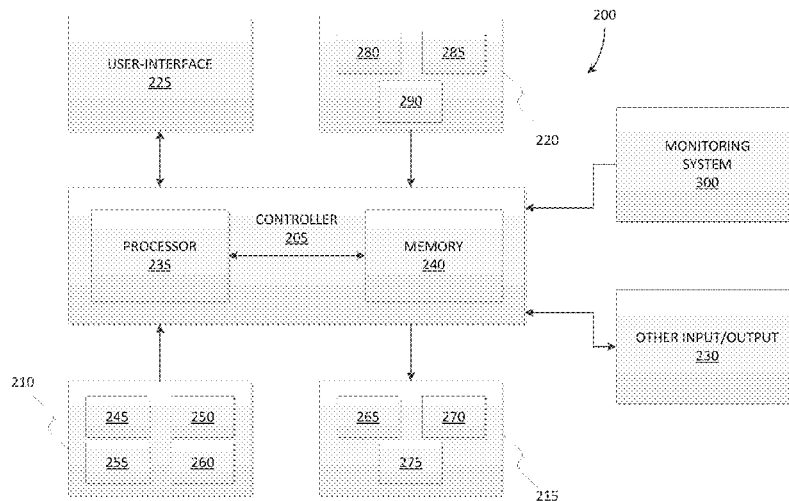 200
USER-INTERFACE
225
280 285
290
220
MONITORING
SYSTEM
300
CONTROLLER
205
PROCESSOR
235
MEMORY
240
OTHER INPUT/OUTPUT
230
210
245 250
255 260
265 270
275
215